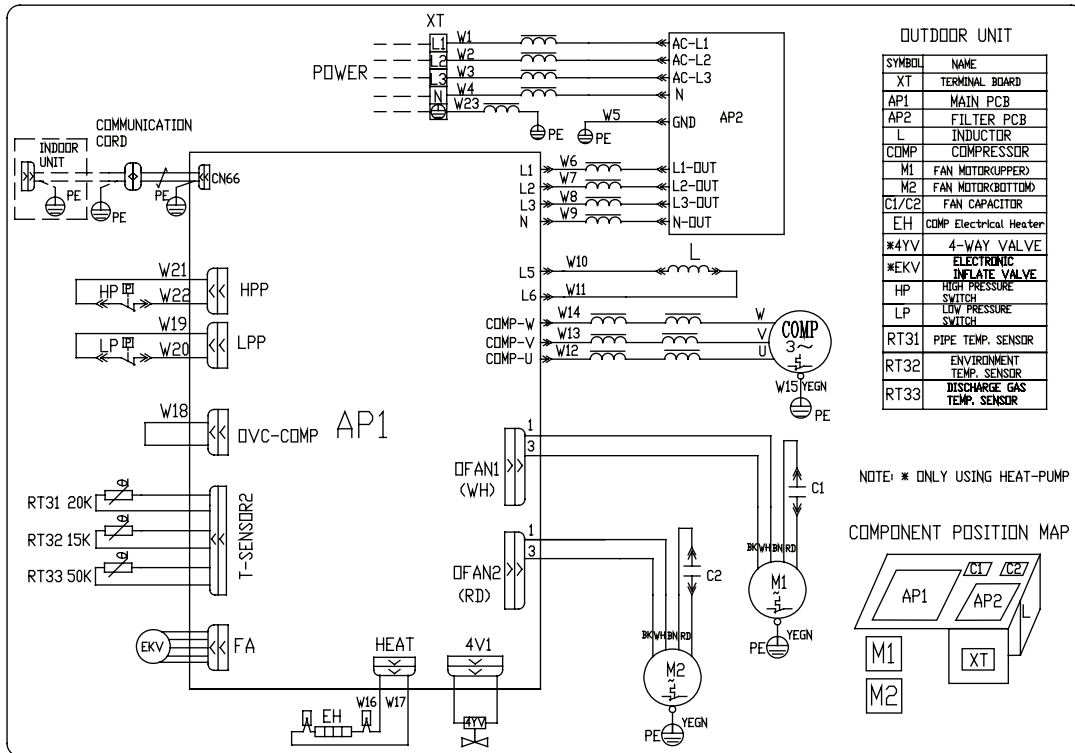 XT
POWER
L1
L2
L3
N
W1
W2
W3
W4
W23
PE
AC-L1
AC-L2
AC-L3
N
W5
GND
AP2
PE
COMMUNICATION
CORD
INDOOR
UNIT
PE
PE
PE
CN66
L1
L2
L3
N
W6
W7
W8
W9
L1-OUT
L2-OUT
L3-OUT
N-OUT
L5
L6
W10
W11
L
COMP-W
COMP-V
COMP-U
W14
W13
W12
W
V
U
COMP
3~
W15
YEGN
PE
W21
W22
HP
P
HPP
W19
W20
LP
P
LPP
W18
OVC-COMP
AP1
RT31 20K
RT32 15K
RT33 50K
θ
θ
θ
T-SENSOR2
EKV
FA
HEAT
W16
W17
EH
4V1
4YV
OFAN1
(WH)
1
3
OFAN2
(RD)
1
3
BK WH BN RD
C1
M1
~
YEGN
PE
BK WH BN RD
C2
M2
~
YEGN
PE
OUTDOOR UNIT
SYMBOL NAME
XT TERMINAL BOARD
AP1 MAIN PCB
AP2 FILTER PCB
L INDUCTOR
COMP COMPRESSOR
M1 FAN MOTOR(UPPER)
M2 FAN MOTOR(BOTTOM)
C1/C2 FAN CAPACITOR
EH COMP Electrical Heater
*4YV 4-WAY VALVE
*EKV ELECTRONIC
INFLATE VALVE
HP HIGH PRESSURE
SWITCH
LP LOW PRESSURE
SWITCH
RT31 PIPE TEMP. SENSOR
RT32 ENVIRONMENT
TEMP. SENSOR
RT33 DISCHARGE GAS
TEMP. SENSOR
NOTE: * ONLY USING HEAT-PUMP
COMPONENT POSITION MAP
AP1
C1
C2
AP2
L
XT
M1
M2